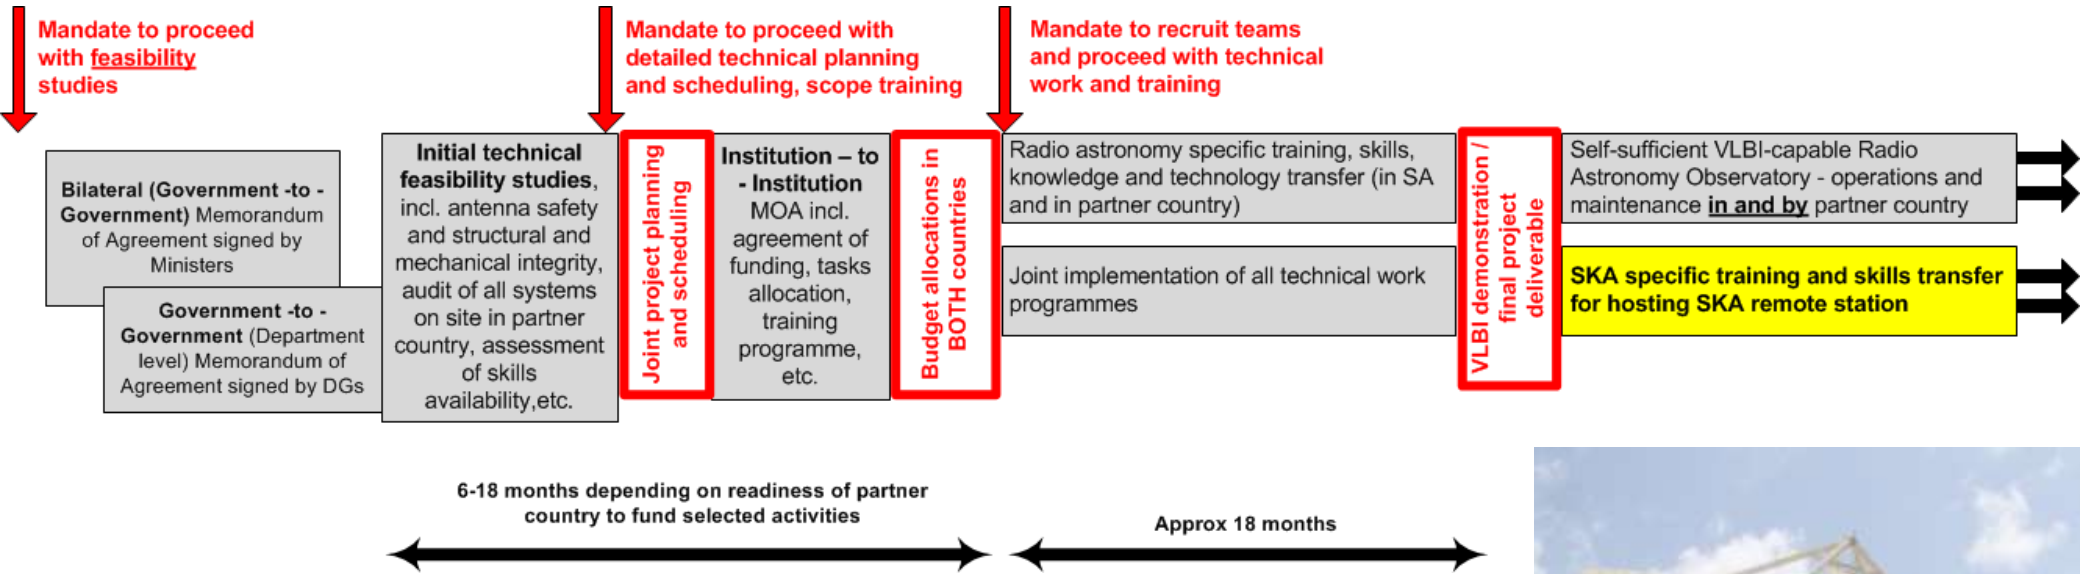 Mandate to proceed
with feasibility
studies
Mandate to proceed with
detailed technical planning
and scheduling, scope training
Mandate to recruit teams
and proceed with technical
work and training
Bilateral (Government -to -
Government) Memorandum
of Agreement signed by
Ministers
Government -to -
Government (Department
level) Memorandum of
Agreement signed by DGs
Initial technical
feasibility studies,
incl. antenna safety
and structural and
mechanical integrity,
audit of all systems
on site in partner
country, assessment
of skills
availability,etc.
Joint project planning
and scheduling
Institution – to
- Institution
MOA incl.
agreement of
funding, tasks
allocation,
training
programme,
etc.
Budget allocations in
BOTH countries
Radio astronomy specific training, skills,
knowledge and technology transfer (in SA
and in partner country)
Joint implementation of all technical work
programmes
VLBI demonstration /
final project
deliverable
Self-sufficient VLBI-capable Radio
Astronomy Observatory - operations and
maintenance in and by partner country
SKA specific training and skills transfer
for hosting SKA remote station
6-18 months depending on readiness of partner
country to fund selected activities
Approx 18 months